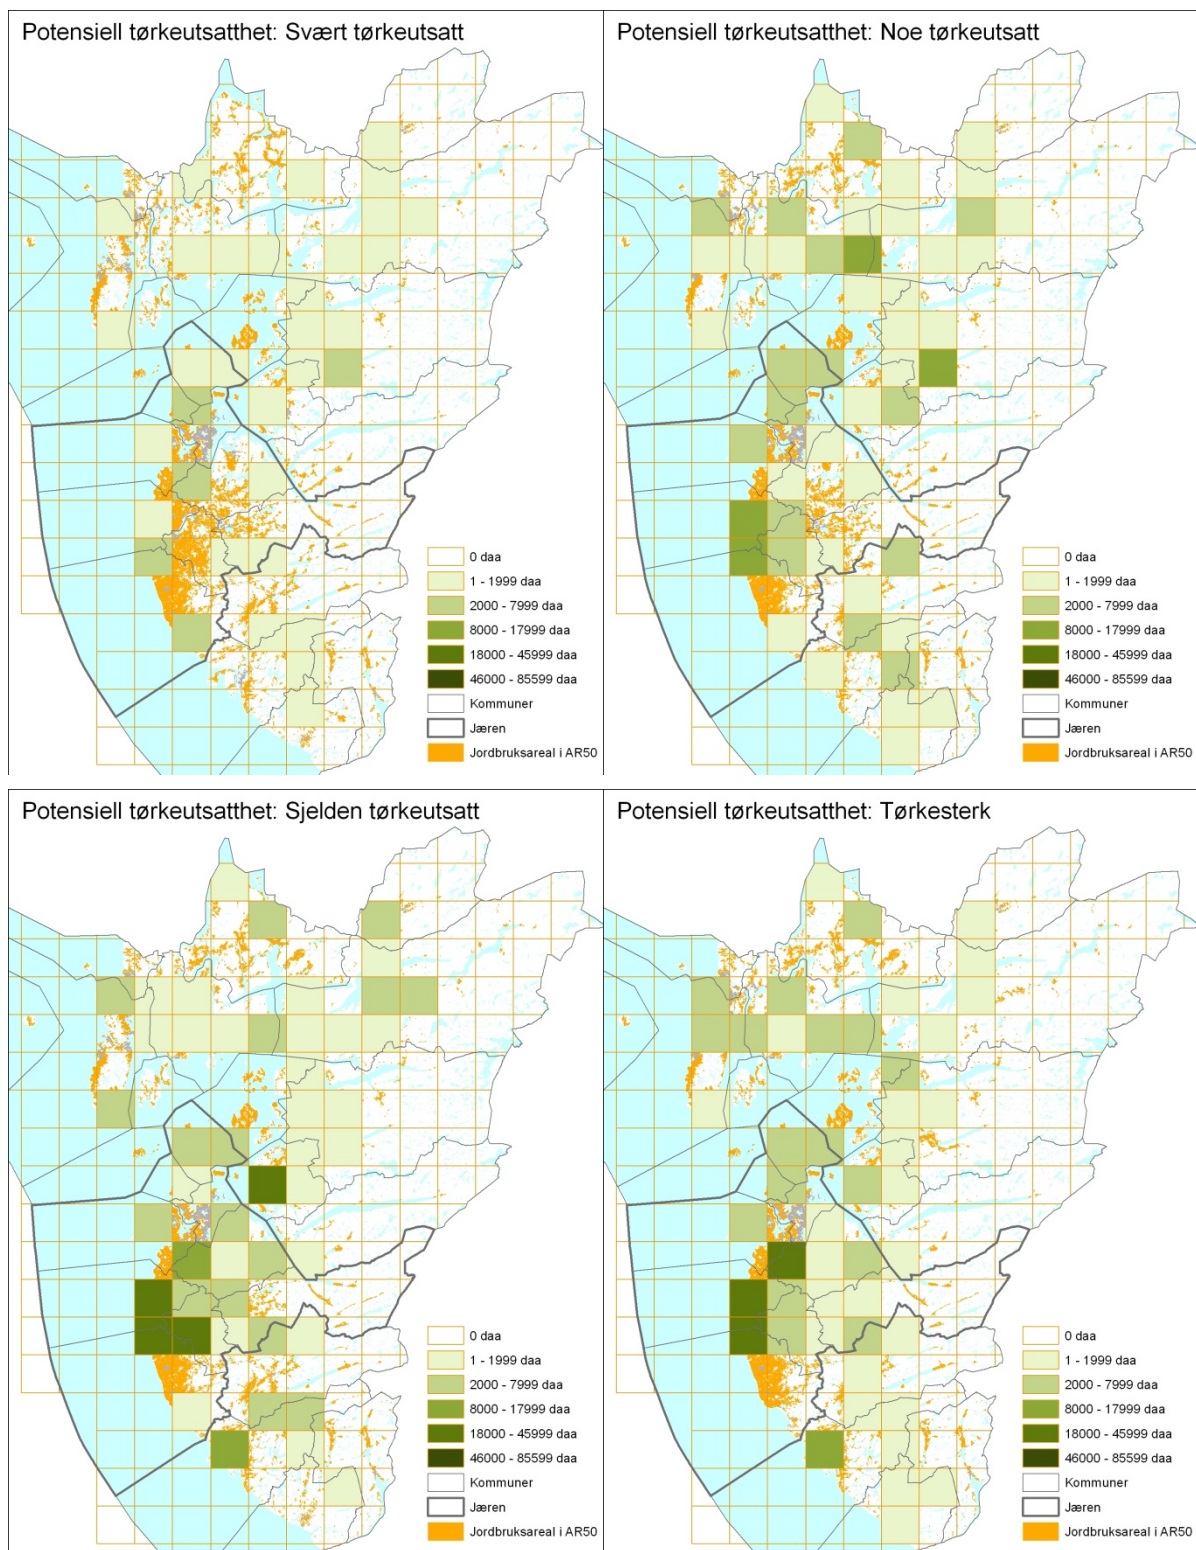 Potensiell tørkeutsatthet: Svært tørkeutsatt
0 daa
1 - 1999 daa
2000 - 7999 daa
8000 - 17999 daa
18000 - 45999 daa
46000 - 85599 daa
Kommuner
Jæren
Jordbruksareal i AR50
Potensiell tørkeutsatthet: Noe tørkeutsatt
0 daa
1 - 1999 daa
2000 - 7999 daa
8000 - 17999 daa
18000 - 45999 daa
46000 - 85599 daa
Kommuner
Jæren
Jordbruksareal i AR50
Potensiell tørkeutsatthet: Sjelden tørkeutsatt
0 daa
1 - 1999 daa
2000 - 7999 daa
8000 - 17999 daa
18000 - 45999 daa
46000 - 85599 daa
Kommuner
Jæren
Jordbruksareal i AR50
Potensiell tørkeutsatthet: Tørkesterk
0 daa
1 - 1999 daa
2000 - 7999 daa
8000 - 17999 daa
18000 - 45999 daa
46000 - 85599 daa
Kommuner
Jæren
Jordbruksareal i AR50